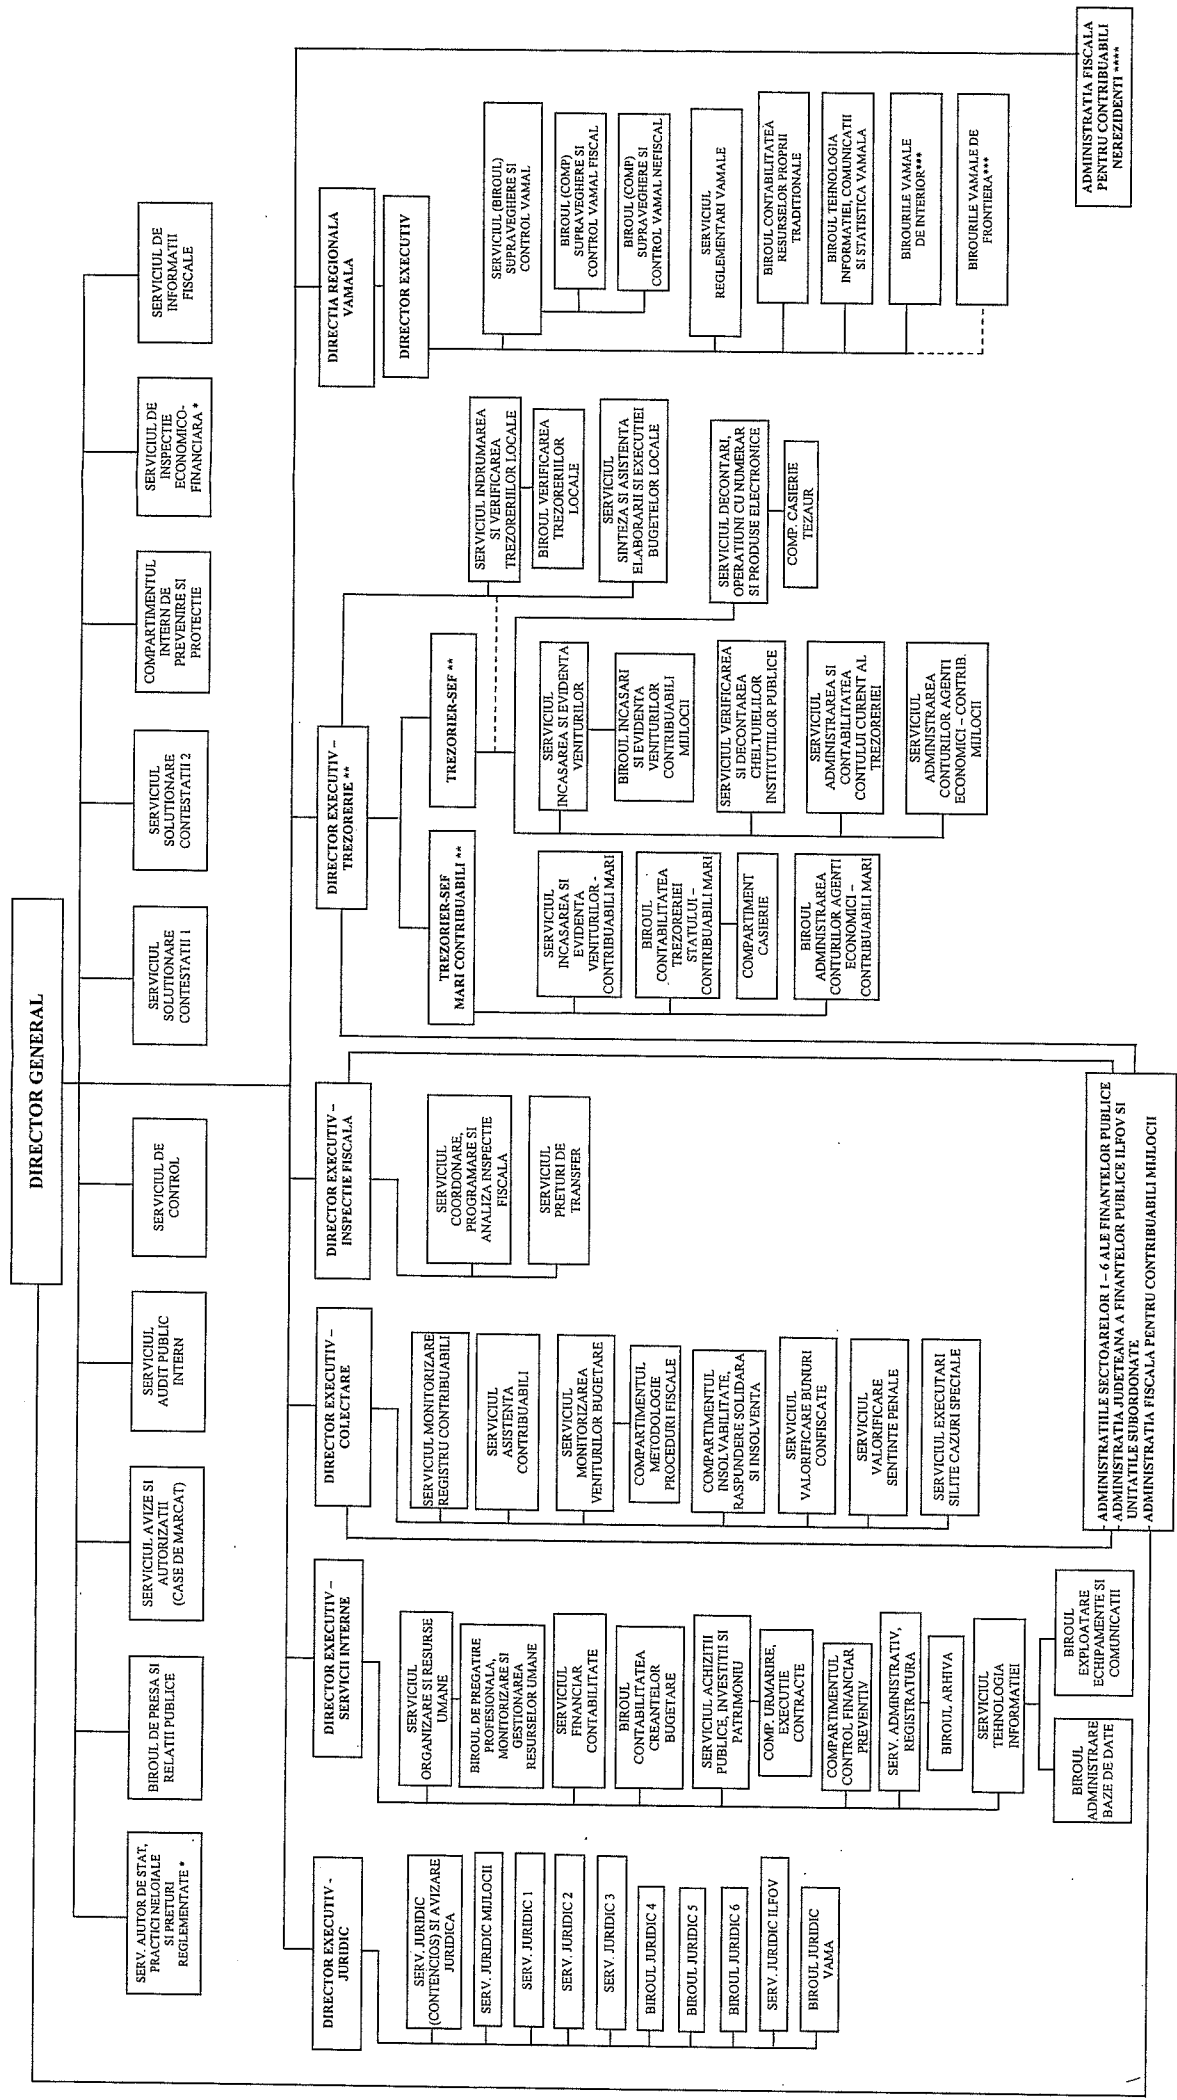 DIRECTOR GENERAL
SERV. AJUTOR DE STAT,
PRACTICI NELOIALE
SI PRETURI
REGLEMENTATE *
BIROUL DE PRESA SI
RELATII PUBLICE
SERVICIUL AVIZE SI
AUTORIZATII
(CASE DE MARCAT)
SERVICIUL
AUDIT PUBLIC
INTERN
SERVICIUL DE
CONTROL
SERVICIUL
SOLUTIONARE
CONTESTATII 1
SERVICIUL
SOLUTIONARE
CONTESTATII 2
COMPARTIMENTUL
INTERN DE
PREVENIRE SI
PROTECTIE
SERVICIUL DE
INSPECTIE
ECONOMICO-
FINANCIARA *
SERVICIUL DE
INFORMATII
FISCALE
DIRECTOR EXECUTIV -
JURIDIC
SERV. JURIDIC
(CONTENCIOS) SI AVIZARE
JURIDICA
SERV. JURIDIC MIJLOCII
SERV. JURIDIC 1
SERV. JURIDIC 2
SERV. JURIDIC 3
BIROUL JURIDIC 4
BIROUL JURIDIC 5
BIROUL JURIDIC 6
SERV. JURIDIC ILFOV
BIROUL JURIDIC
VAMA
DIRECTOR EXECUTIV –
SERVICII INTERNE
SERVICIUL
ORGANIZARE SI RESURSE
UMANE
BIROUL DE PREGATIRE
PROFESIONALA,
MONITORIZARE SI
GESTIONAREA
RESURSELOR UMANE
SERVICIUL
FINANCIAR
CONTABILITATE
BIROUL
CONTABILITATEA
CREANTELOR
BUGETARE
SERVICIUL ACHIZITII
PUBLICE, INVESTITII SI
PATRIMONIU
COMP. URMARIRE,
EXECUTIE
CONTRACTE
COMPARTIMENTUL
CONTROL FINANCIAR
PREVENTIV
SERV. ADMINISTRATIV,
REGISTRATURA
BIROUL ARHIVA
SERVICIUL
TEHNOLOGIA
INFORMATIEI
BIROUL
ADMINISTRARE
BAZE DE DATE
BIROUL
EXPLOATARE
ECHIPAMENTE SI
COMUNICATII
DIRECTOR EXECUTIV –
COLECTARE
SERVICIUL MONITORIZARE
REGISTRU CONTRIBUABILI
SERVICIUL
ASISTENTA
CONTRIBUABILI
SERVICIUL
MONITORIZAREA
VENITURILOR BUGETARE
COMPARTIMENTUL
METODOLOGIE
PROCEDURI FISCALE
COMPARTIMENTUL
INSOLVABILITATE,
RASPUNDERE SOLIDARA
SI INSOLVENTA
SERVICIUL
VALORIFICARE BUNURI
CONFISCATE
SERVICIUL
VALORIFICARE
SENTINTE PENALE
SERVICIUL EXECUTARI
SILITE CAZURI SPECIALE
DIRECTOR EXECUTIV –
INSPECTIE FISCALA
SERVICIUL
COORDONARE,
PROGRAMARE SI
ANALIZA INSPECTIE
FISCALA
SERVICIUL
PRETURI DE
TRANSFER
DIRECTOR EXECUTIV –
TREZORERIE **
TREZORIER-SEF
MARI CONTRIBUABILI **
SERVICIUL
INCASAREA SI
EVIDENTA
VENITURILOR -
CONTRIBUABILI MARI
BIROUL
CONTABILITATEA
TREZORERIEI
STATULUI –
CONTRIBUABILI MARI
COMPARTIMENT
CASIERIE
BIROUL
ADMINISTRAREA
CONTURILOR AGENTI
ECONOMICI –
CONTRIBUABILI MARI
TREZORIER-SEF **
SERVICIUL
INCASAREA SI EVIDENTA
VENITURILOR
BIROUL INCASARI
SI EVIDENTA
VENITURILOR
CONTRIBUABILI
MIJLOCII
SERVICIUL VERIFICAREA
SI DECONTAREA
CHELTUIELILOR
INSTITUTIILOR PUBLICE
SERVICIUL
ADMINISTRAREA SI
CONTABILITATEA
CONTULUI CURENT AL
TREZORERIEI
SERVICIUL
ADMINISTRAREA
CONTURILOR AGENTI
ECONOMICI – CONTRIB.
MIJLOCII
SERVICIUL INDRUMAREA
SI VERIFICAREA
TREZORERIILOR LOCALE
BIROUL VERIFICAREA
TREZORERIILOR
LOCALE
SERVICIUL
SINTEZA SI ASISTENTA
ELABORARII SI EXECUTIEI
BUGETELOR LOCALE
SERVICIUL DECONTARI,
OPERATIUNI CU NUMERAR
SI PRODUSE ELECTRONICE
COMP. CASIERIE
TEZAUR
DIRECTIA REGIONALA
VAMALA
DIRECTOR EXECUTIV
SERVICIUL (BIROUL)
SUPRAVEGHERE SI
CONTROL VAMAL
BIROUL (COMP)
SUPRAVEGHERE SI
CONTROL VAMAL FISCAL
BIROUL (COMP)
SUPRAVEGHERE SI
CONTROL VAMAL NEFISCAL
SERVICIUL
REGLEMENTARI VAMALE
BIROUL CONTABILITATEA
RESURSELOR PROPRII
TRADITIONALE
BIROUL TEHNOLOGIA
INFORMATIEI, COMUNICATII
SI STATISTICA VAMALA
BIROURILE VAMALE
DE INTERIOR***
BIROURILE VAMALE DE
FRONTIERA***
- ADMINISTRATIILE SECTOARELOR 1 – 6 ALE FINANTELOR PUBLICE
- ADMINISTRATIA JUDETEANA A FINANTELOR PUBLICE ILFOV SI
UNITATILE SUBORDONATE
- ADMINISTRATIA FISCALA PENTRU CONTRIBUABILI MIJLOCII
ADMINISTRATIA FISCALA
PENTRU CONTRIBUABILI
NEREZIDENTI ****